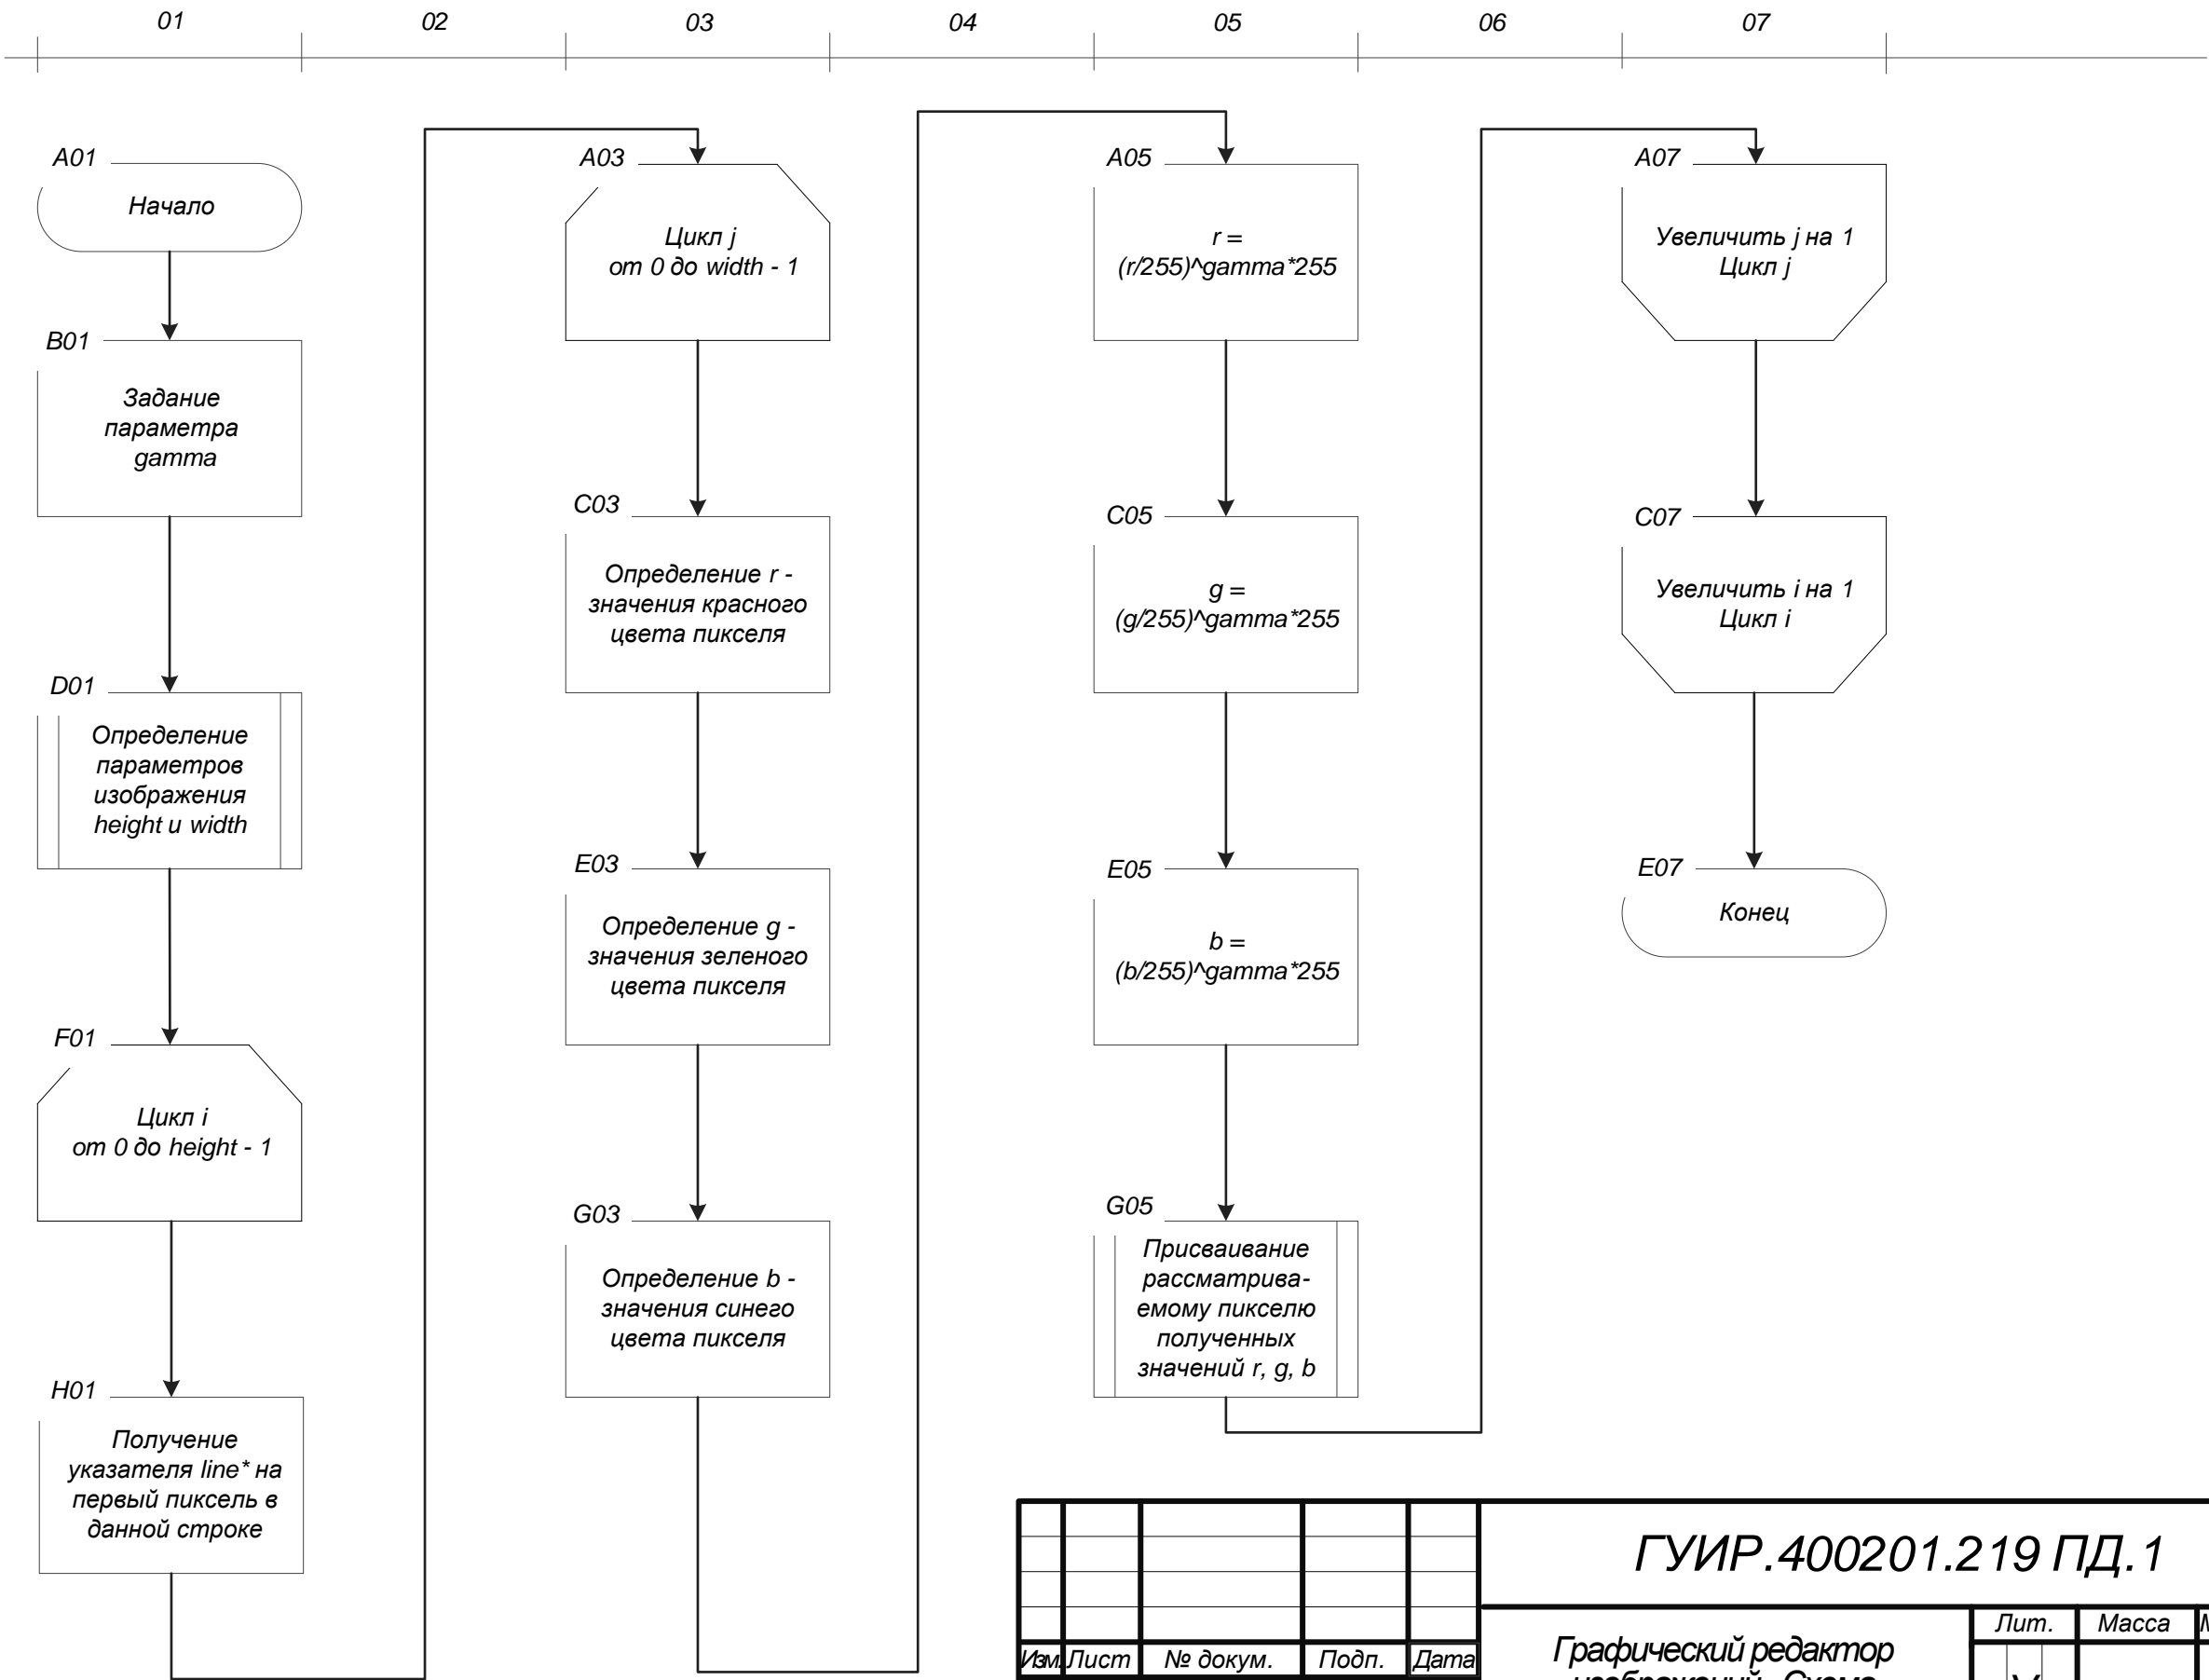 01 02 03 04 05 06 07
A01
Начало
B01
Задание
параметра
gamma
D01
Определение
параметров
изображения
height и width
F01
Цикл i
от 0 до height - 1
H01
Получение
указателя line* на
первый пиксель в
данной строке
A03
Цикл j
от 0 до width - 1
C03
Определение r -
значения красного
цвета пикселя
E03
Определение g -
значения зеленого
цвета пикселя
G03
Определение b -
значения синего
цвета пикселя
A05
r =
(r/255)^gamma*255
C05
g =
(g/255)^gamma*255
E05
b =
(b/255)^gamma*255
G05
Присваивание
рассматрива-
емому пикселю
полученных
значений r, g, b
A07
Увеличить j на 1
Цикл j
C07
Увеличить i на 1
Цикл i
E07
Конец
ГУИР.400201.219 ПД.1
Изм. Лист № докум. Подп. Дата
Графический редактор
изображений. Схема
Лит. Масса